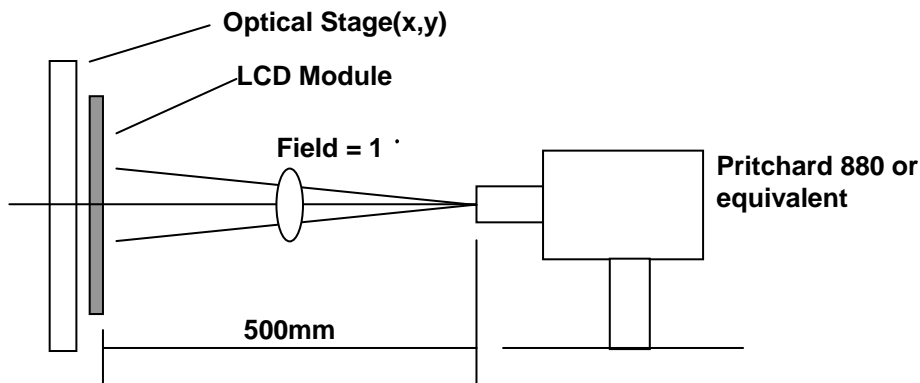 Optical Stage(x,y)
LCD Module
Field = 1
Pritchard 880 or
equivalent
500mm